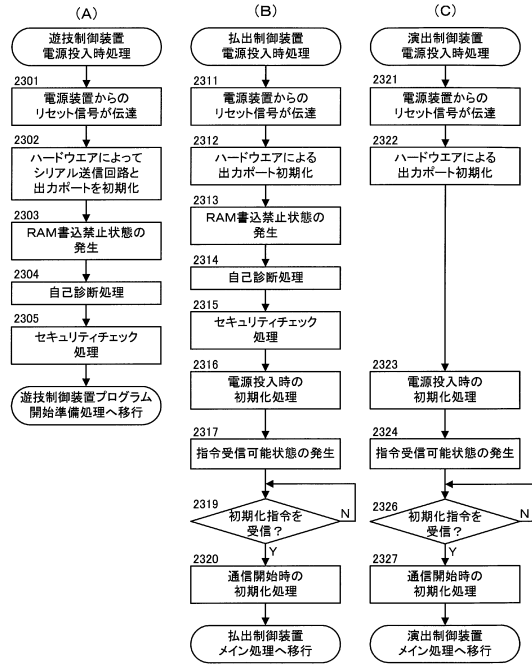 (A)
遊技制御装置
電源投入時処理
2301
電源装置からの
リセット信号が伝達
2302
ハードウエアによって
シリアル送信回路と
出力ポートを初期化
2303
RAM書込禁止状態の
発生
2304
自己診断処理
2305
セキュリティチェック
処理
遊技制御装置プログラム
開始準備処理へ移行
(B)
払出制御装置
電源投入時処理
2311
電源装置からの
リセット信号が伝達
2312
ハードウエアによる
出力ポート初期化
2313
RAM書込禁止状態の
発生
2314
自己診断処理
2315
セキュリティチェック
処理
2316
電源投入時の
初期化処理
2317
指令受信可能状態の発生
2319
初期化指令を
受信?
N
Y
2320
通信開始時の
初期化処理
払出制御装置
メイン処理へ移行
(C)
演出制御装置
電源投入時処理
2321
電源装置からの
リセット信号が伝達
2322
ハードウエアによる
出力ポート初期化
2323
電源投入時の
初期化処理
2324
指令受信可能状態の発生
2326
初期化指令を
受信?
N
Y
2327
通信開始時の
初期化処理
演出制御装置
メイン処理へ移行